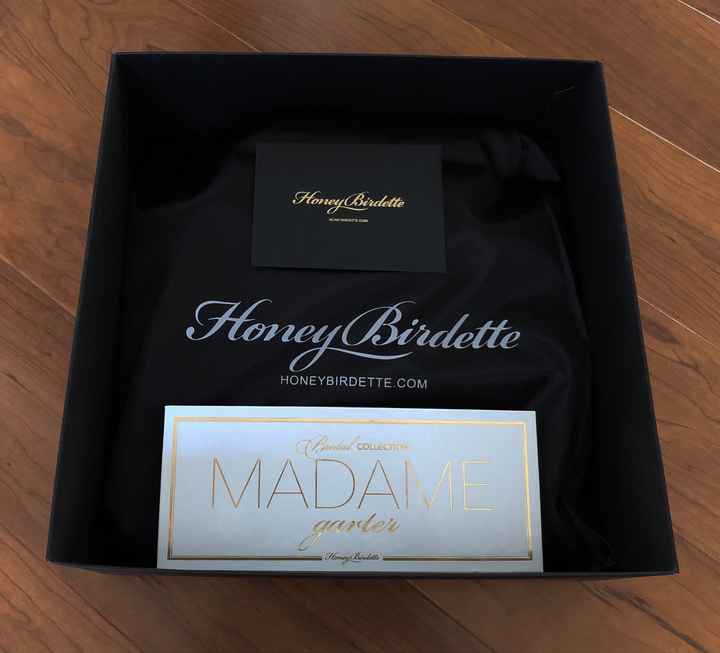 Honey Birdette
HONEYBIRDETTE.COM
Honey Birdette
HONEYBIRDETTE.COM
Bridal COLLECTION
MADAME
garter
Honey Birdette